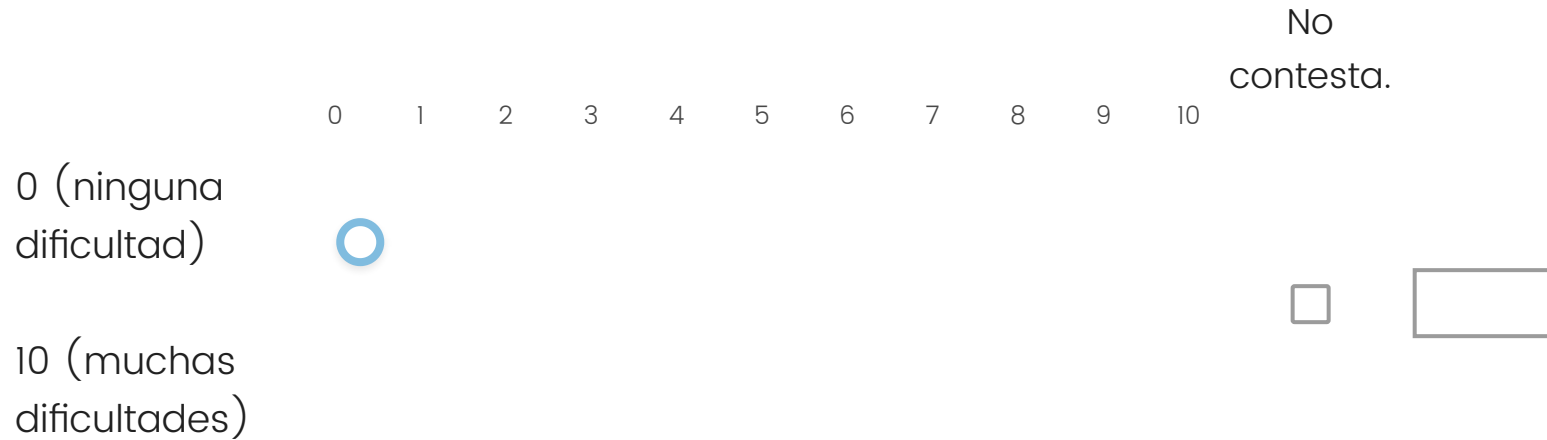 No
contesta.
0 1 2 3 4 5 6 7 8 9 10
0 (ninguna
dificultad)
10 (muchas
dificultades)